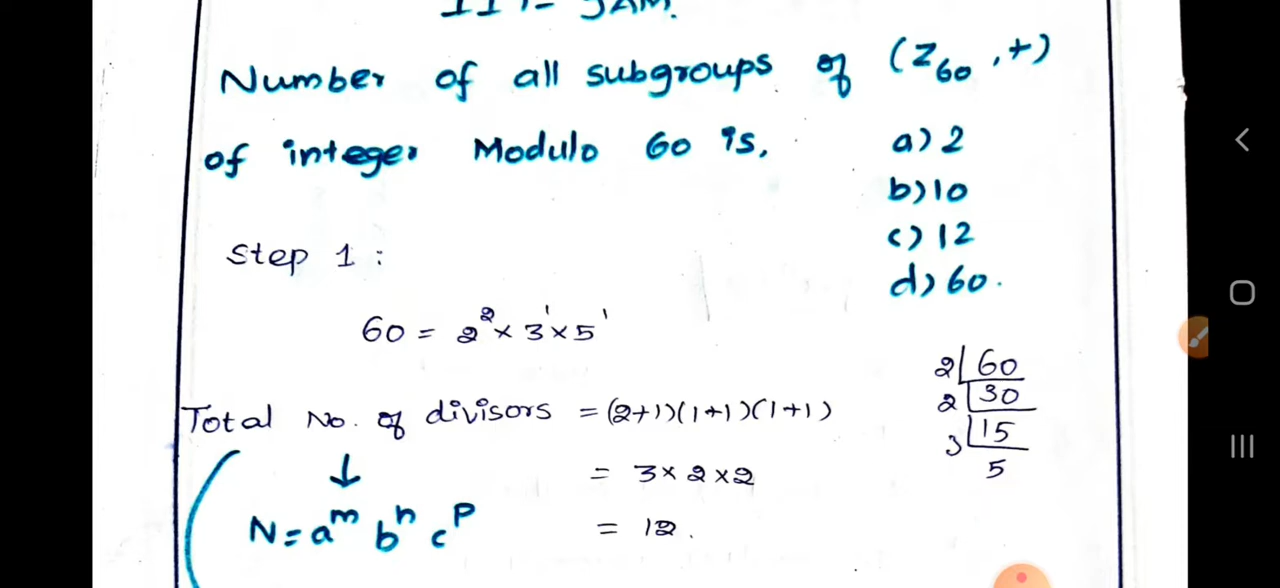 IIT- JAM.
Number of all subgroups of (Z60 ,+)
of integer Modulo 60 is,
a) 2
b) 10
c) 12
d) 60.
Step 1 :
60 = 2² × 3¹ × 5¹
2 | 60
2 | 30
3 | 15
5
Total No. of divisors = (2+1)(1+1)(1+1)
= 3 × 2 × 2
= 12.
↓
N = a^m b^n c^p